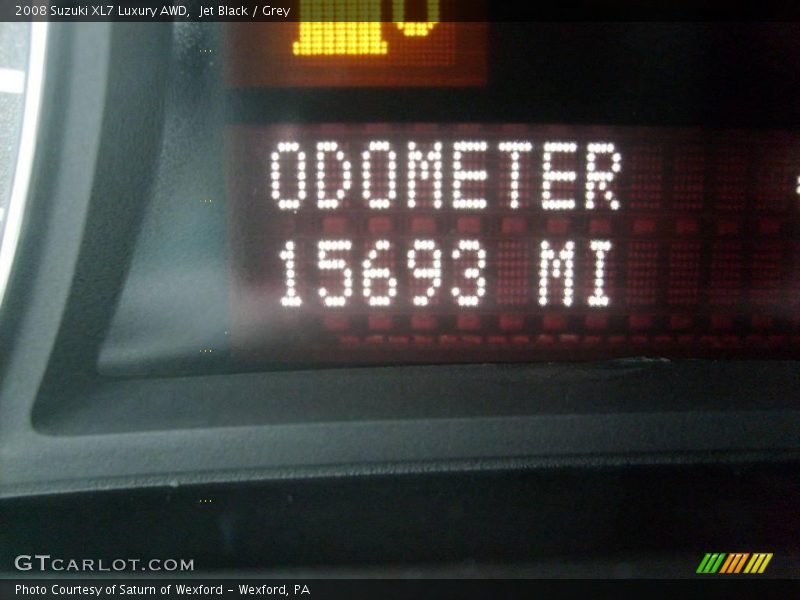 2008 Suzuki XL7 Luxury AWD,  Jet Black / Grey
ODOMETER
15693 MI
GTCARLOT.COM
Photo Courtesy of Saturn of Wexford - Wexford, PA